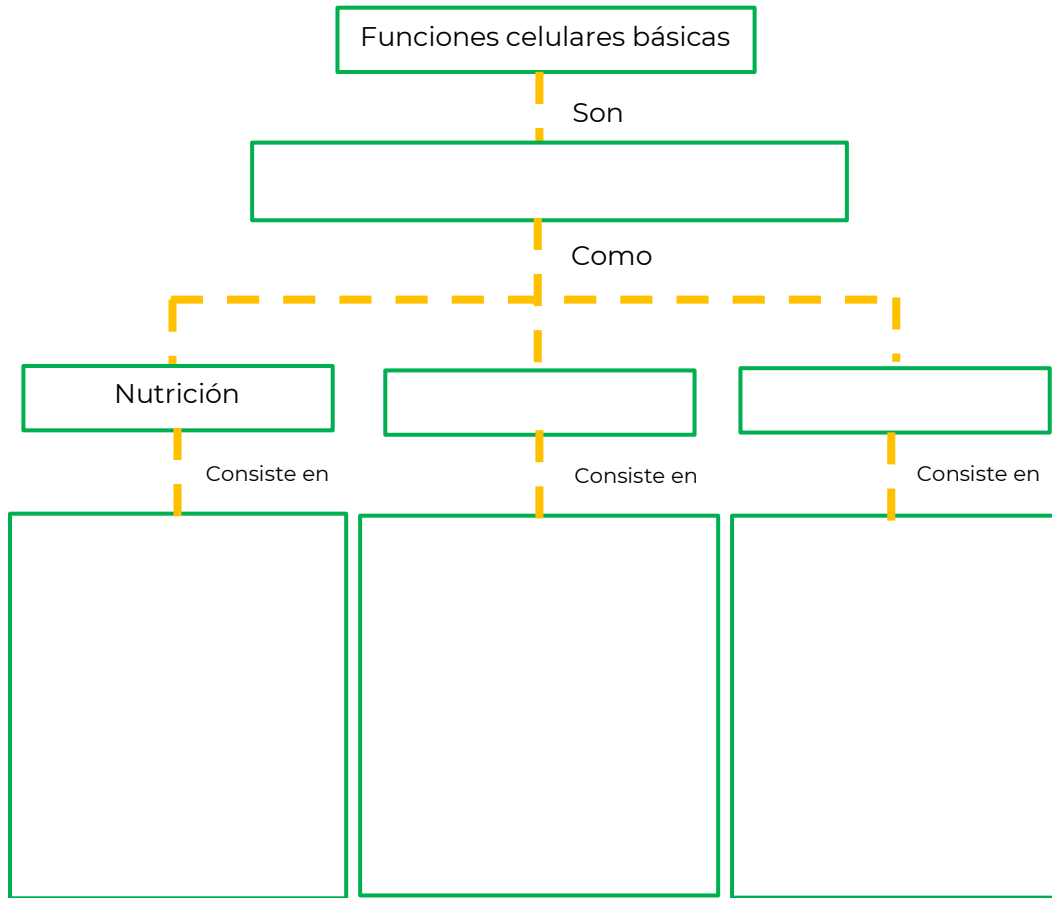 Funciones celulares básicas
Son
Como
Nutrición
Consiste en
Consiste en
Consiste en